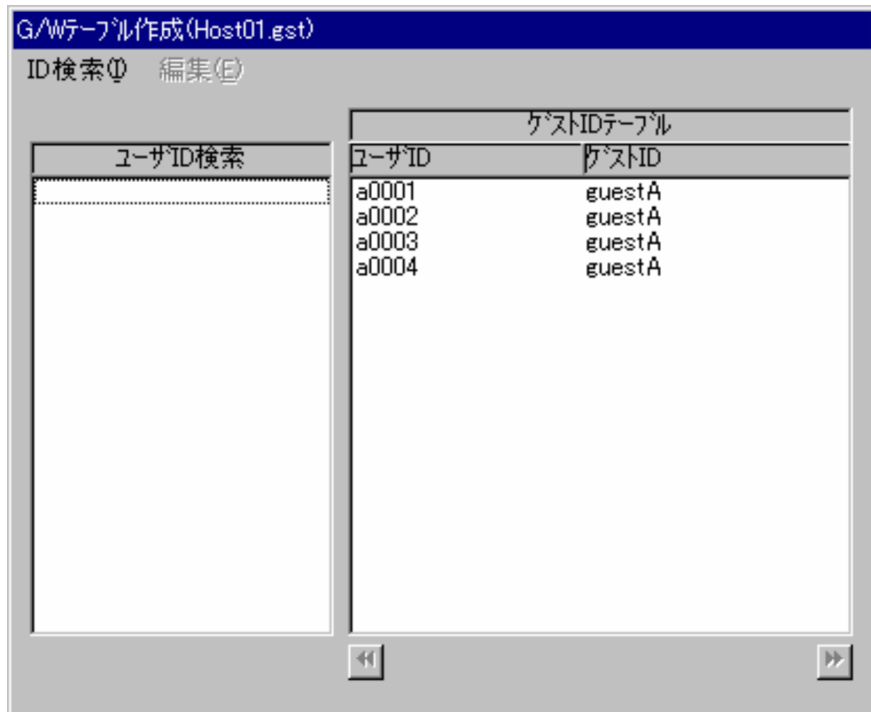 G/Wﾃｰﾌﾞﾙ作成(Host01.gst)
ID検索(I) 編集(E)
ｹﾞｽﾄIDﾃｰﾌﾞﾙ
ﾕｰｻﾞID検索
ﾕｰｻﾞID ｹﾞｽﾄID
a0001 guestA
a0002 guestA
a0003 guestA
a0004 guestA